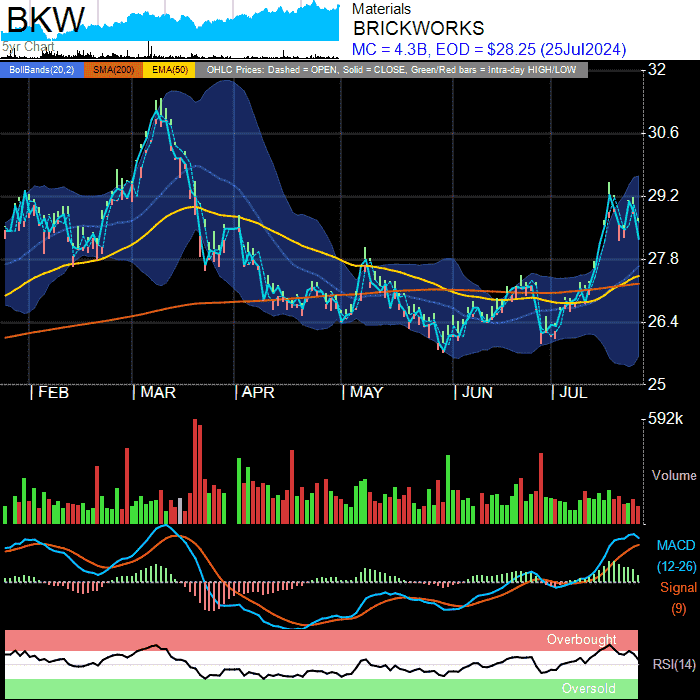 BKW
5yr Chart
Materials
BRICKWORKS
MC = 4.3B, EOD = $28.25 (25Jul2024)
BollBands(20,2) SMA(200) EMA(50) OHLC Prices: Dashed = OPEN, Solid = CLOSE, Green/Red bars = Intra-day HIGH/LOW
32
30.6
29.2
27.8
26.4
25
| FEB | MAR | APR | MAY | JUN | JUL
592k
Volume
MACD
(12-26)
Signal
(9)
Overbought
RSI(14)
Oversold